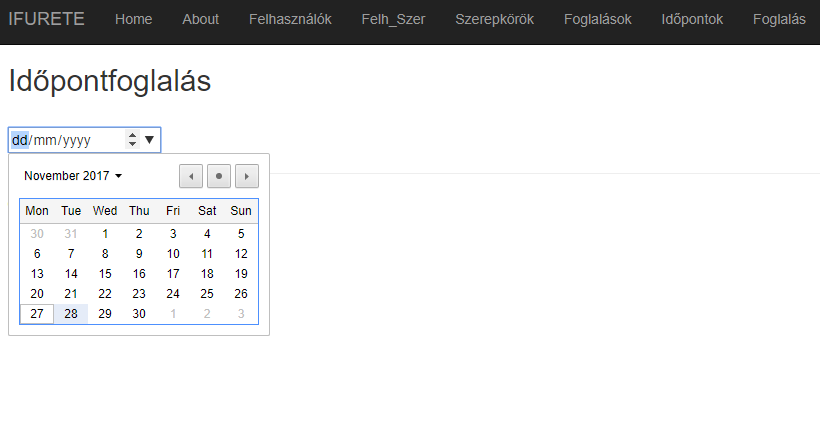 IFURETE Home About Felhasználók Felh_Szer Szerepkörök Foglalások Időpontok Foglalás
Időpontfoglalás
dd/mm/yyyy
November 2017
Mon Tue Wed Thu Fri Sat Sun
30 31 1 2 3 4 5
6 7 8 9 10 11 12
13 14 15 16 17 18 19
20 21 22 23 24 25 26
27 28 29 30 1 2 3